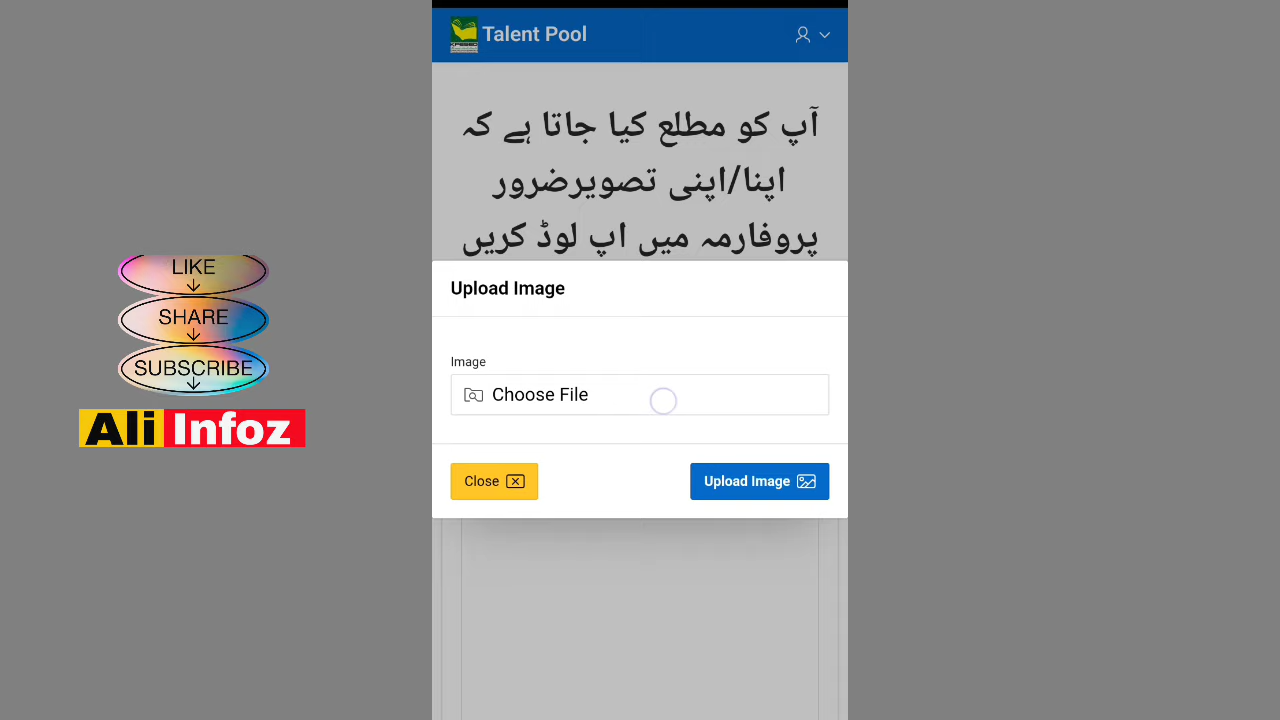 Talent Pool
آپ کو مطلع کیا جاتا ہے کہ
اپنا/اپنی تصویرضرور
پروفارمہ میں اپ لوڈ کریں
Upload Image
Image
Choose File
Close
Upload Image
LIKE
SHARE
SUBSCRIBE
Ali Infoz